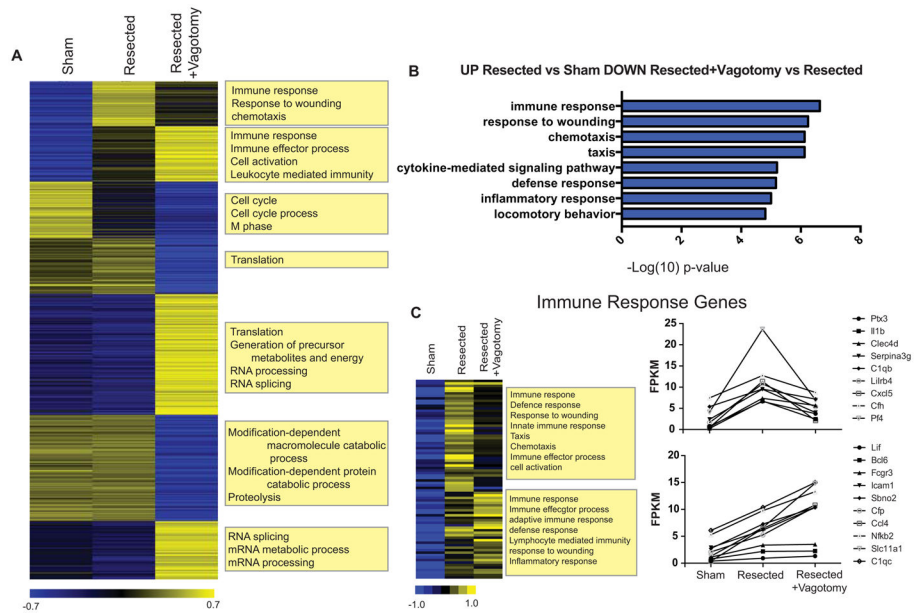 A
Sham
Resected
Resected
+Vagotomy
Immune response
Response to wounding
chemotaxis
Immune response
Immune effector process
Cell activation
Leukocyte mediated immunity
Cell cycle
Cell cycle process
M phase
Translation
Translation
Generation of precursor
metabolites and energy
RNA processing
RNA splicing
Modification-dependent
macromolecule catabolic
process
Modification-dependent protein
catabolic process
Proteolysis
RNA splicing
mRNA metabolic process
mRNA processing
-0.7
0.7
B
UP Resected vs Sham DOWN Resected+Vagotomy vs Resected
immune response
response to wounding
chemotaxis
taxis
cytokine-mediated signaling pathway
defense response
inflammatory response
locomotory behavior
0 2 4 6 8
-Log(10) p-value
C
Immune Response Genes
Sham
Resected
Resected
+Vagotomy
Immune respone
Defence response
Response to wounding
Innate immune response
Taxis
Chemotaxis
Immune effector process
cell activation
Immune response
Immune effecgtor process
adaptive immune response
defense response
Lymphocyte mediated immunity
response to wounding
Inflammatory response
-1.0
1.0
FPKM
25
20
15
10
5
0
Ptx3
Il1b
Clec4d
Serpina3g
C1qb
Lilrb4
Cxcl5
Cfh
Pf4
FPKM
20
15
10
5
0
Sham
Resected
Resected
+Vagotomy
Lif
Bcl6
Fcgr3
Icam1
Sbno2
Cfp
Ccl4
Nfkb2
Slc11a1
C1qc